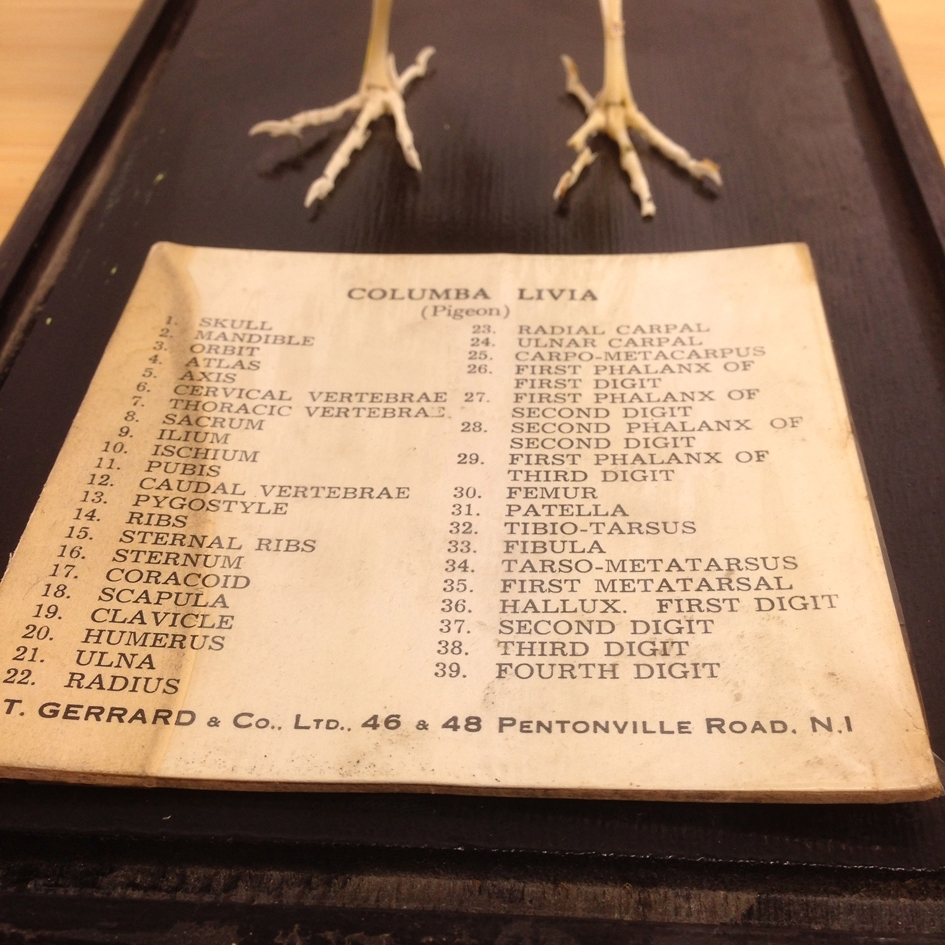 COLUMBA LIVIA
(Pigeon)
1. SKULL
2. MANDIBLE
3. ORBIT
4. ATLAS
5. AXIS
6. CERVICAL VERTEBRAE
7. THORACIC VERTEBRAE.
8. SACRUM
9. ILIUM
10. ISCHIUM
11. PUBIS
12. CAUDAL VERTEBRAE
13. PYGOSTYLE
14. RIBS
15. STERNAL RIBS
16. STERNUM
17. CORACOID
18. SCAPULA
19. CLAVICLE
20. HUMERUS
21. ULNA
22. RADIUS
23. RADIAL CARPAL
24. ULNAR CARPAL
25. CARPO-METACARPUS
26. FIRST PHALANX OF
FIRST DIGIT
27. FIRST PHALANX OF
SECOND DIGIT
28. SECOND PHALANX OF
SECOND DIGIT
29. FIRST PHALANX OF
THIRD DIGIT
30. FEMUR
31. PATELLA
32. TIBIO-TARSUS
33. FIBULA
34. TARSO-METATARSUS
35. FIRST METATARSAL
36. HALLUX. FIRST DIGIT
37. SECOND DIGIT
38. THIRD DIGIT
39. FOURTH DIGIT
T. GERRARD & Co., LTD., 46 & 48 PENTONVILLE ROAD, N.1